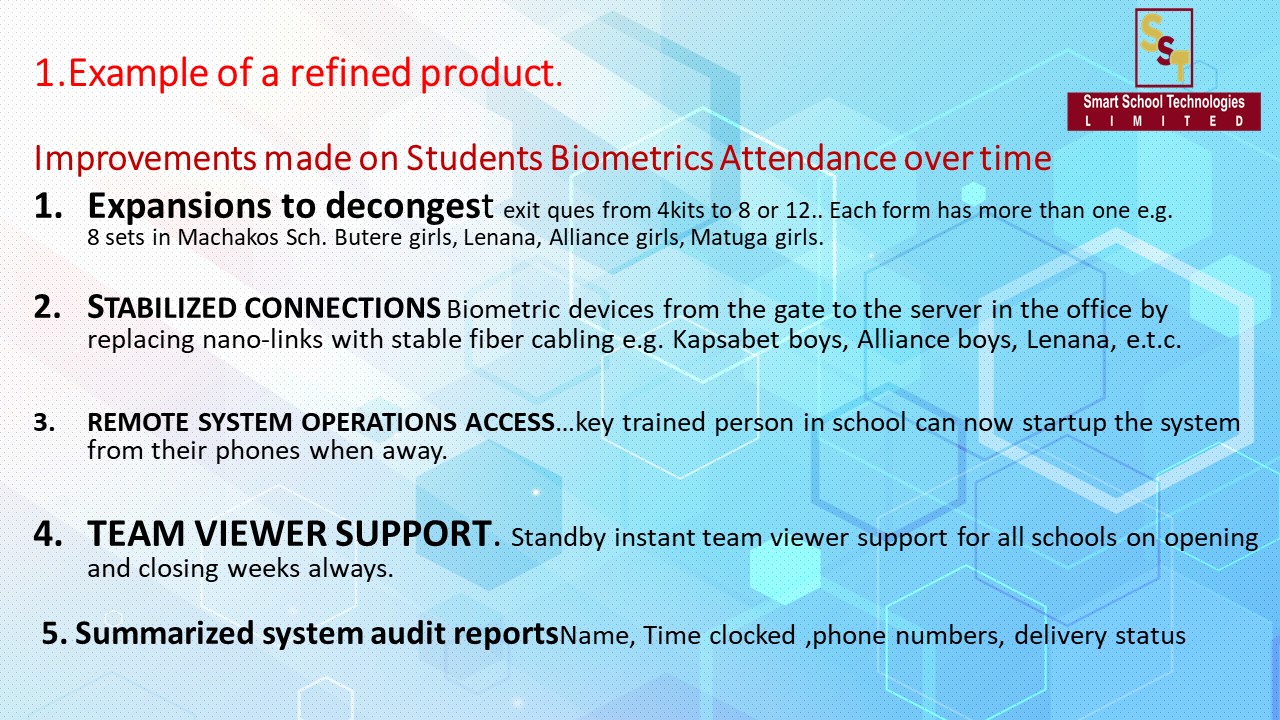 SST
Smart School Technologies
LIMITED
1.Example of a refined product.
Improvements made on Students Biometrics Attendance over time
1. Expansions to decongest exit ques from 4kits to 8 or 12.. Each form has more than one e.g.
8 sets in Machakos Sch. Butere girls, Lenana, Alliance girls, Matuga girls.
2. STABILIZED CONNECTIONS Biometric devices from the gate to the server in the office by
replacing nano-links with stable fiber cabling e.g. Kapsabet boys, Alliance boys, Lenana, e.t.c.
3. REMOTE SYSTEM OPERATIONS ACCESS…key trained person in school can now startup the system
from their phones when away.
4. TEAM VIEWER SUPPORT. Standby instant team viewer support for all schools on opening
and closing weeks always.
5. Summarized system audit reportsName, Time clocked ,phone numbers, delivery status